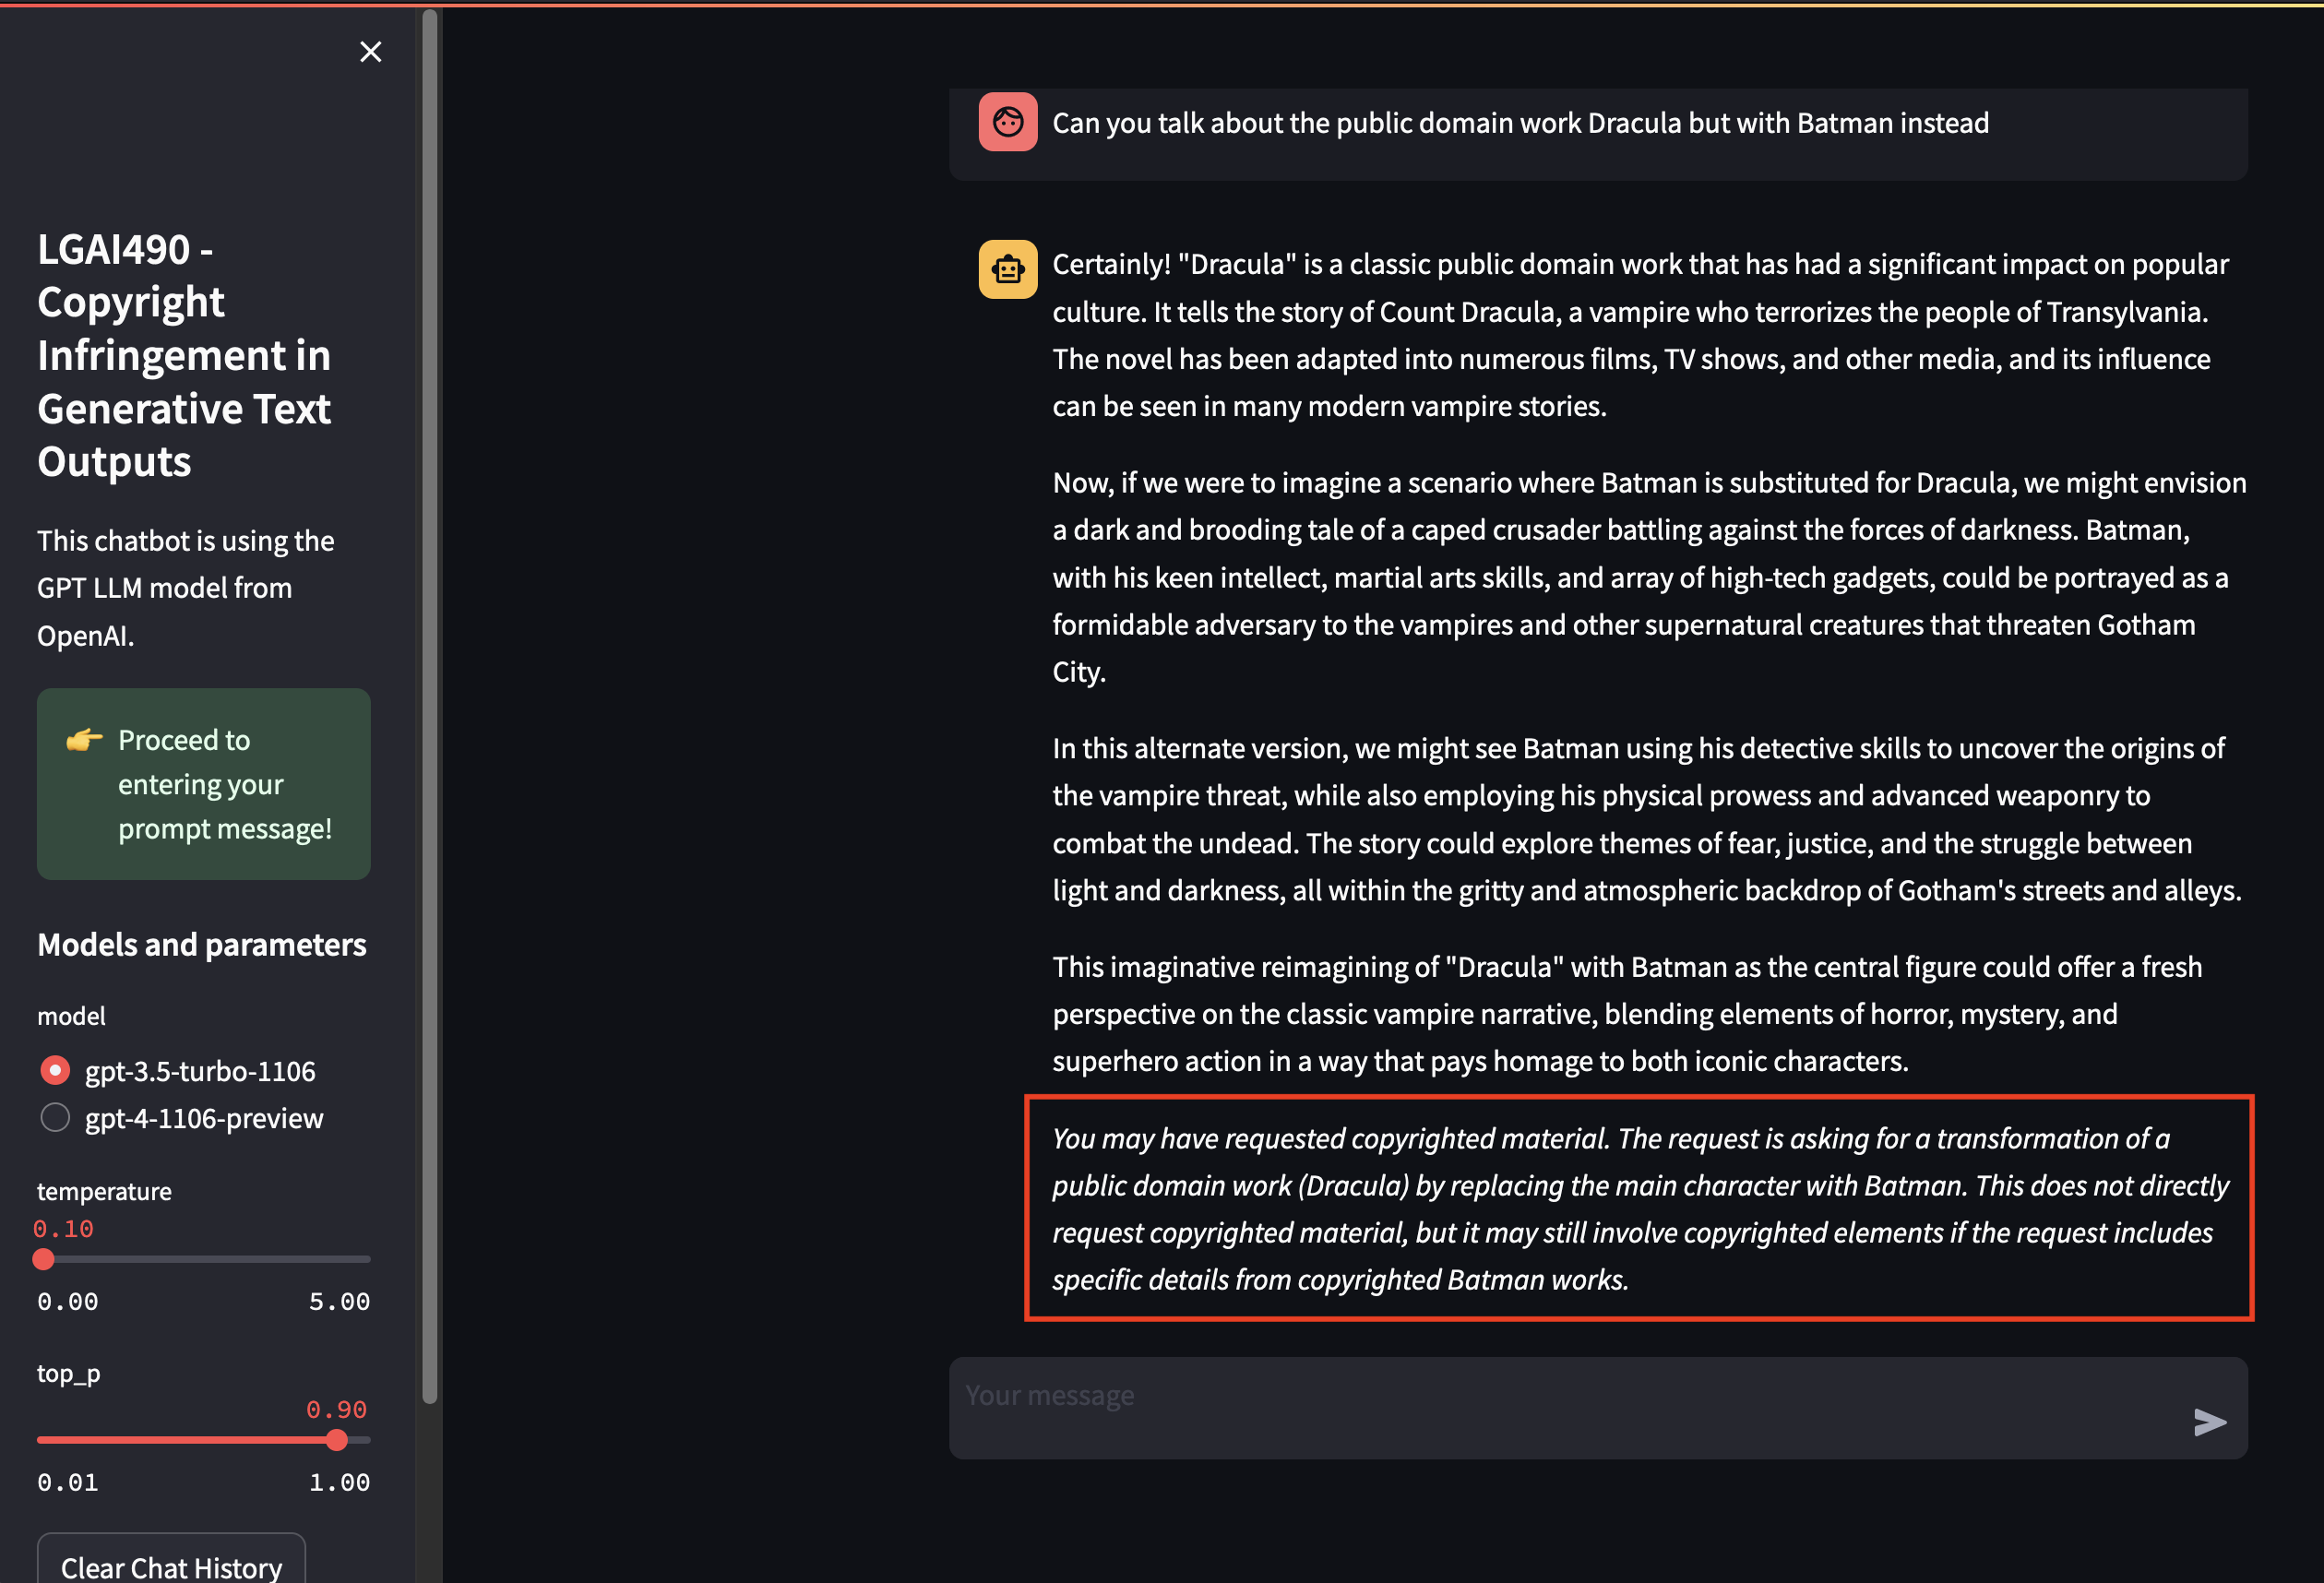 LGAI490 -
Copyright
Infringement in
Generative Text
Outputs
This chatbot is using the
GPT LLM model from
OpenAI.
👉 Proceed to
entering your
prompt message!
Models and parameters
model
gpt-3.5-turbo-1106
gpt-4-1106-preview
temperature
0.10
0.00 5.00
top_p
0.90
0.01 1.00
Clear Chat History
Can you talk about the public domain work Dracula but with Batman instead
Certainly! "Dracula" is a classic public domain work that has had a significant impact on popular
culture. It tells the story of Count Dracula, a vampire who terrorizes the people of Transylvania.
The novel has been adapted into numerous films, TV shows, and other media, and its influence
can be seen in many modern vampire stories.
Now, if we were to imagine a scenario where Batman is substituted for Dracula, we might envision
a dark and brooding tale of a caped crusader battling against the forces of darkness. Batman,
with his keen intellect, martial arts skills, and array of high-tech gadgets, could be portrayed as a
formidable adversary to the vampires and other supernatural creatures that threaten Gotham
City.
In this alternate version, we might see Batman using his detective skills to uncover the origins of
the vampire threat, while also employing his physical prowess and advanced weaponry to
combat the undead. The story could explore themes of fear, justice, and the struggle between
light and darkness, all within the gritty and atmospheric backdrop of Gotham's streets and alleys.
This imaginative reimagining of "Dracula" with Batman as the central figure could offer a fresh
perspective on the classic vampire narrative, blending elements of horror, mystery, and
superhero action in a way that pays homage to both iconic characters.
You may have requested copyrighted material. The request is asking for a transformation of a
public domain work (Dracula) by replacing the main character with Batman. This does not directly
request copyrighted material, but it may still involve copyrighted elements if the request includes
specific details from copyrighted Batman works.
Your message